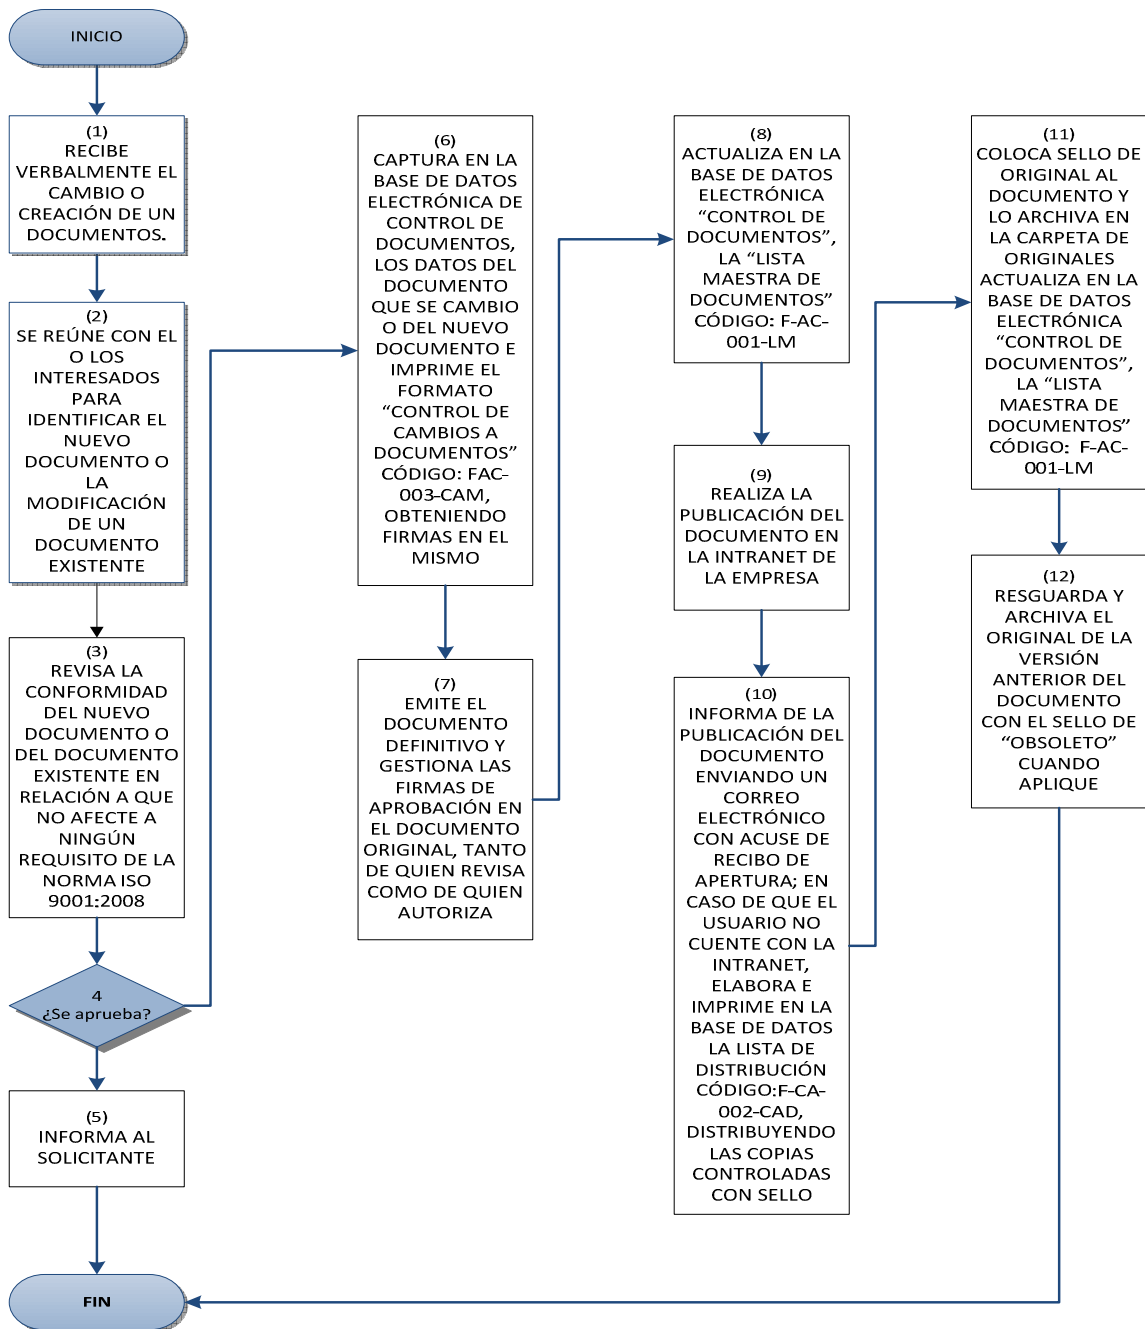 INICIO
(1)
RECIBE
VERBALMENTE EL
CAMBIO O
CREACIÓN DE UN
DOCUMENTOS.
(2)
SE REÚNE CON EL
O LOS
INTERESADOS
PARA
IDENTIFICAR EL
NUEVO
DOCUMENTO O
LA
MODIFICACIÓN
DE UN
DOCUMENTO
EXISTENTE
(3)
REVISA LA
CONFORMIDAD
DEL NUEVO
DOCUMENTO O
DEL DOCUMENTO
EXISTENTE EN
RELACIÓN A QUE
NO AFECTE A
NINGÚN
REQUISITO DE LA
NORMA ISO
9001:2008
4
¿Se aprueba?
(5)
INFORMA AL
SOLICITANTE
FIN
(6)
CAPTURA EN LA
BASE DE DATOS
ELECTRÓNICA DE
CONTROL DE
DOCUMENTOS,
LOS DATOS DEL
DOCUMENTO
QUE SE CAMBIO
O DEL NUEVO
DOCUMENTO E
IMPRIME EL
FORMATO
“CONTROL DE
CAMBIOS A
DOCUMENTOS”
CÓDIGO: FAC-
003-CAM,
OBTENIENDO
FIRMAS EN EL
MISMO
(7)
EMITE EL
DOCUMENTO
DEFINITIVO Y
GESTIONA LAS
FIRMAS DE
APROBACIÓN EN
EL DOCUMENTO
ORIGINAL, TANTO
DE QUIEN REVISA
COMO DE QUIEN
AUTORIZA
(8)
ACTUALIZA EN LA
BASE DE DATOS
ELECTRÓNICA
“CONTROL DE
DOCUMENTOS”,
LA “LISTA
MAESTRA DE
DOCUMENTOS”
CÓDIGO: F-AC-
001-LM
(9)
REALIZA LA
PUBLICACIÓN DEL
DOCUMENTO EN
LA INTRANET DE
LA EMPRESA
(10)
INFORMA DE LA
PUBLICACIÓN DEL
DOCUMENTO
ENVIANDO UN
CORREO
ELECTRÓNICO
CON ACUSE DE
RECIBO DE
APERTURA; EN
CASO DE QUE EL
USUARIO NO
CUENTE CON LA
INTRANET,
ELABORA E
IMPRIME EN LA
BASE DE DATOS
LA LISTA DE
DISTRIBUCIÓN
CÓDIGO:F-CA-
002-CAD,
DISTRIBUYENDO
LAS COPIAS
CONTROLADAS
CON SELLO
(11)
COLOCA SELLO DE
ORIGINAL AL
DOCUMENTO Y
LO ARCHIVA EN
LA CARPETA DE
ORIGINALES
ACTUALIZA EN LA
BASE DE DATOS
ELECTRÓNICA
“CONTROL DE
DOCUMENTOS”,
LA “LISTA
MAESTRA DE
DOCUMENTOS”
CÓDIGO: F-AC-
001-LM
(12)
RESGUARDA Y
ARCHIVA EL
ORIGINAL DE LA
VERSIÓN
ANTERIOR DEL
DOCUMENTO
CON EL SELLO DE
“OBSOLETO”
CUANDO
APLIQUE